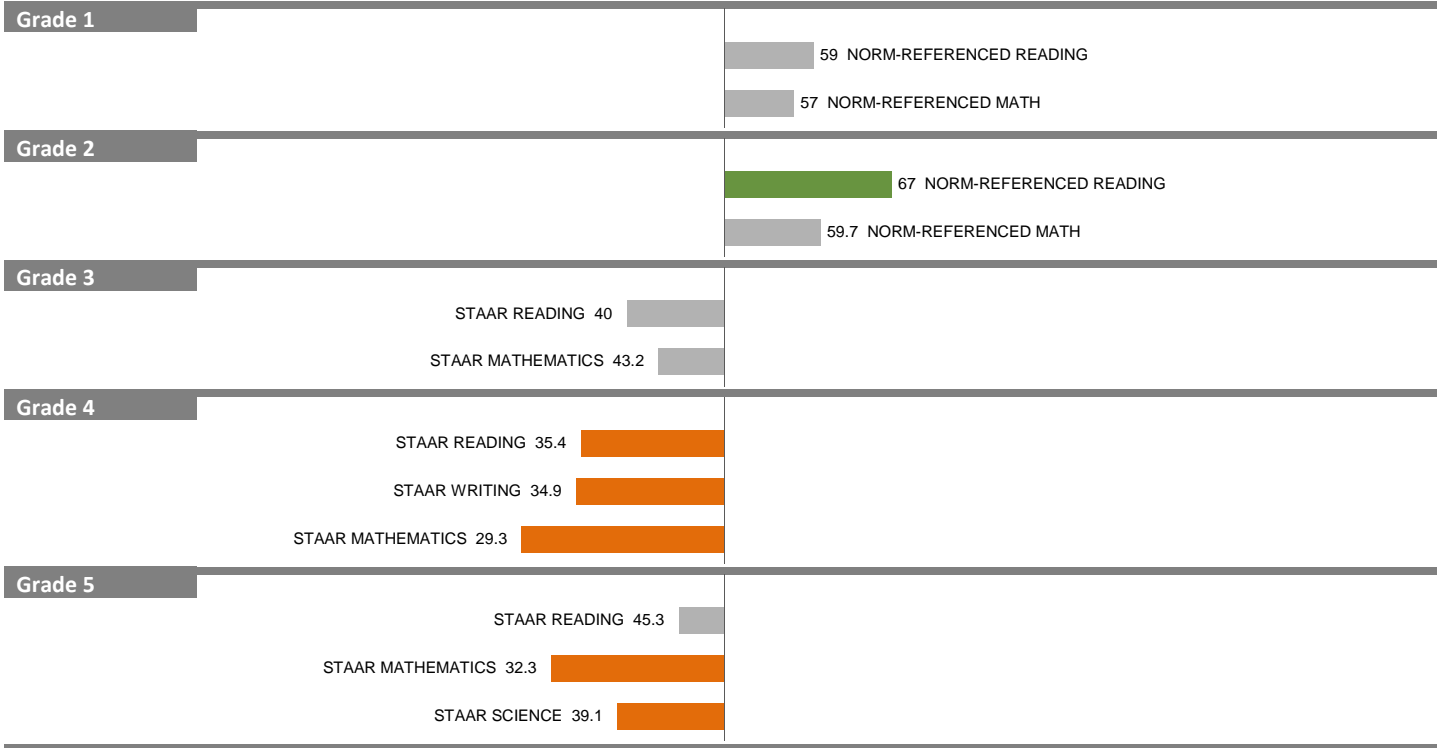 Grade 1
59 NORM-REFERENCED READING
57 NORM-REFERENCED MATH
Grade 2
67 NORM-REFERENCED READING
59.7 NORM-REFERENCED MATH
Grade 3
STAAR READING 40
STAAR MATHEMATICS 43.2
Grade 4
STAAR READING 35.4
STAAR WRITING 34.9
STAAR MATHEMATICS 29.3
Grade 5
STAAR READING 45.3
STAAR MATHEMATICS 32.3
STAAR SCIENCE 39.1